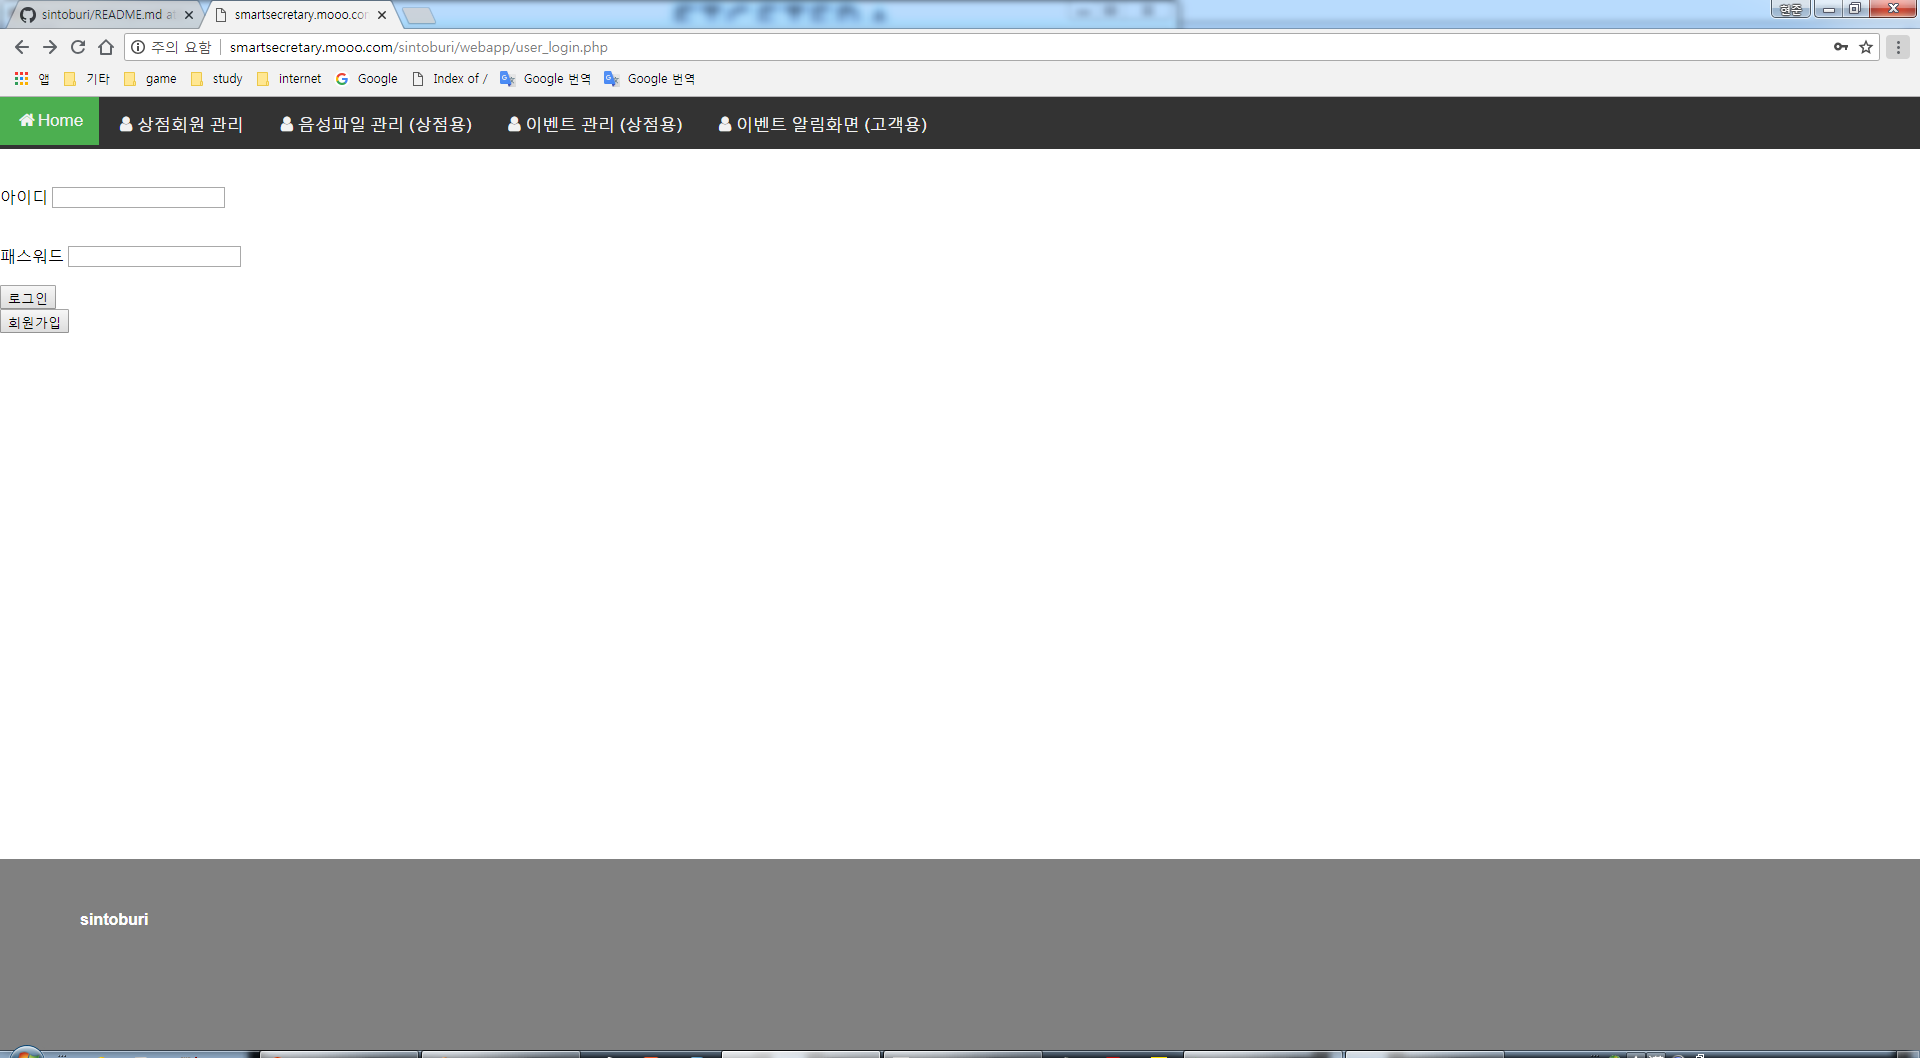 sintoburi/README.md at
smartsecretary.mooo.cor
현준
주의 요함
smartsecretary.mooo.com/sintoburi/webapp/user_login.php
앱 기타 game study internet Google Index of / Google 번역 Google 번역
Home 상점회원 관리 음성파일 관리 (상점용) 이벤트 관리 (상점용) 이벤트 알림화면 (고객용)
아이디
패스워드
로그인
회원가입
sintoburi